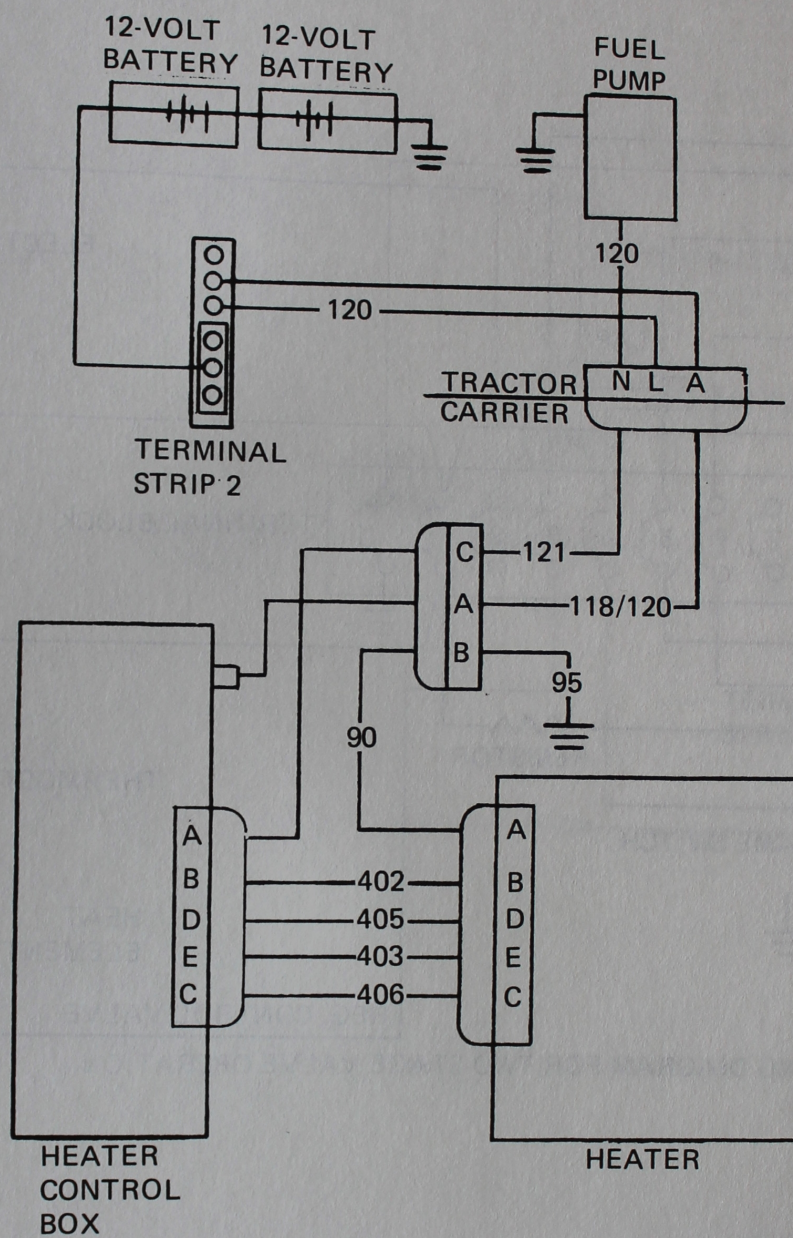 12-VOLT
BATTERY
12-VOLT
BATTERY
FUEL
PUMP
120
120
N L A
TRACTOR
CARRIER
TERMINAL
STRIP 2
C
121
A
118/120
B
95
90
A
A
B
402
B
D
405
D
E
403
E
C
406
C
HEATER
CONTROL
BOX
HEATER